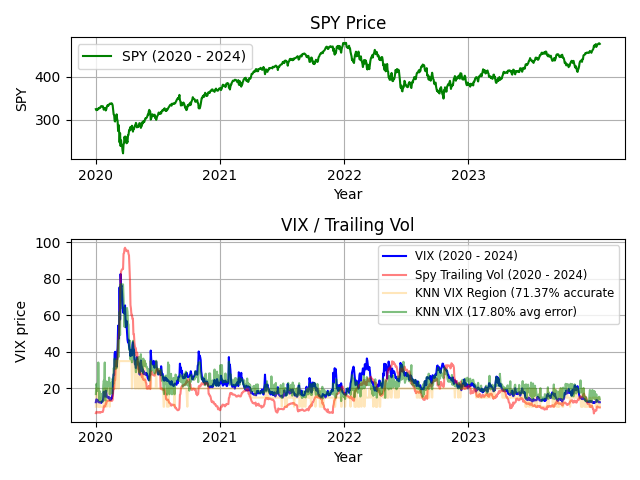 SPY Price
SPY (2020 - 2024)
SPY
400
300
2020 2021 2022 2023
Year
VIX / Trailing Vol
VIX (2020 - 2024)
Spy Trailing Vol (2020 - 2024)
KNN VIX Region (71.37% accurate
KNN VIX (17.80% avg error)
VIX price
100
80
60
40
20
2020 2021 2022 2023
Year